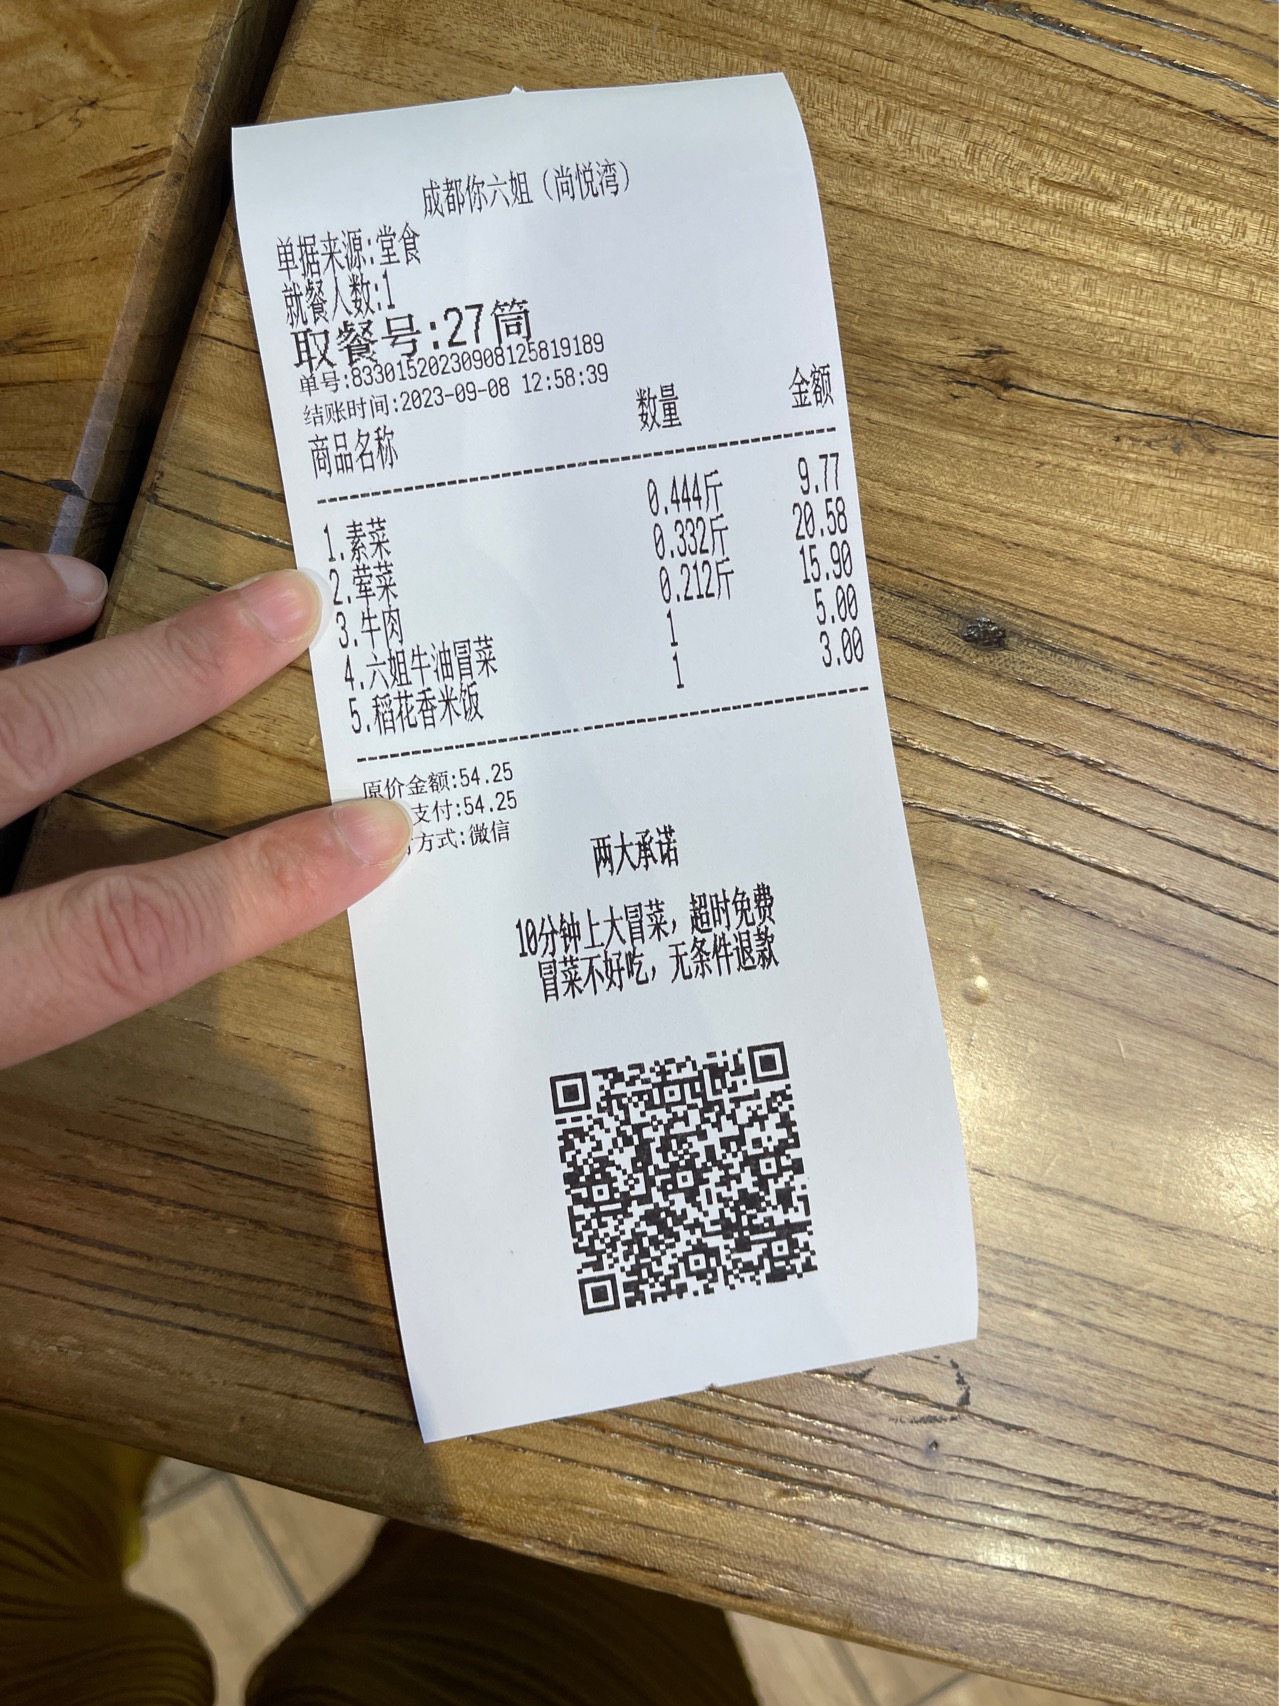 成都你六姐（尚悦湾）
单据来源:堂食
就餐人数:1
取餐号:27筒
单号:83301520230908125819189
结账时间:2023-09-08 12:58:39
商品名称 数量 金额
1.素菜 0.444斤 9.77
2.荤菜 0.332斤 20.58
3.牛肉 0.212斤 15.90
4.六姐牛油冒菜 1 5.00
5.稻花香米饭 1 3.00
原价金额:54.25
支付:54.25
方式:微信
两大承诺
10分钟上大冒菜，超时免费
冒菜不好吃，无条件退款